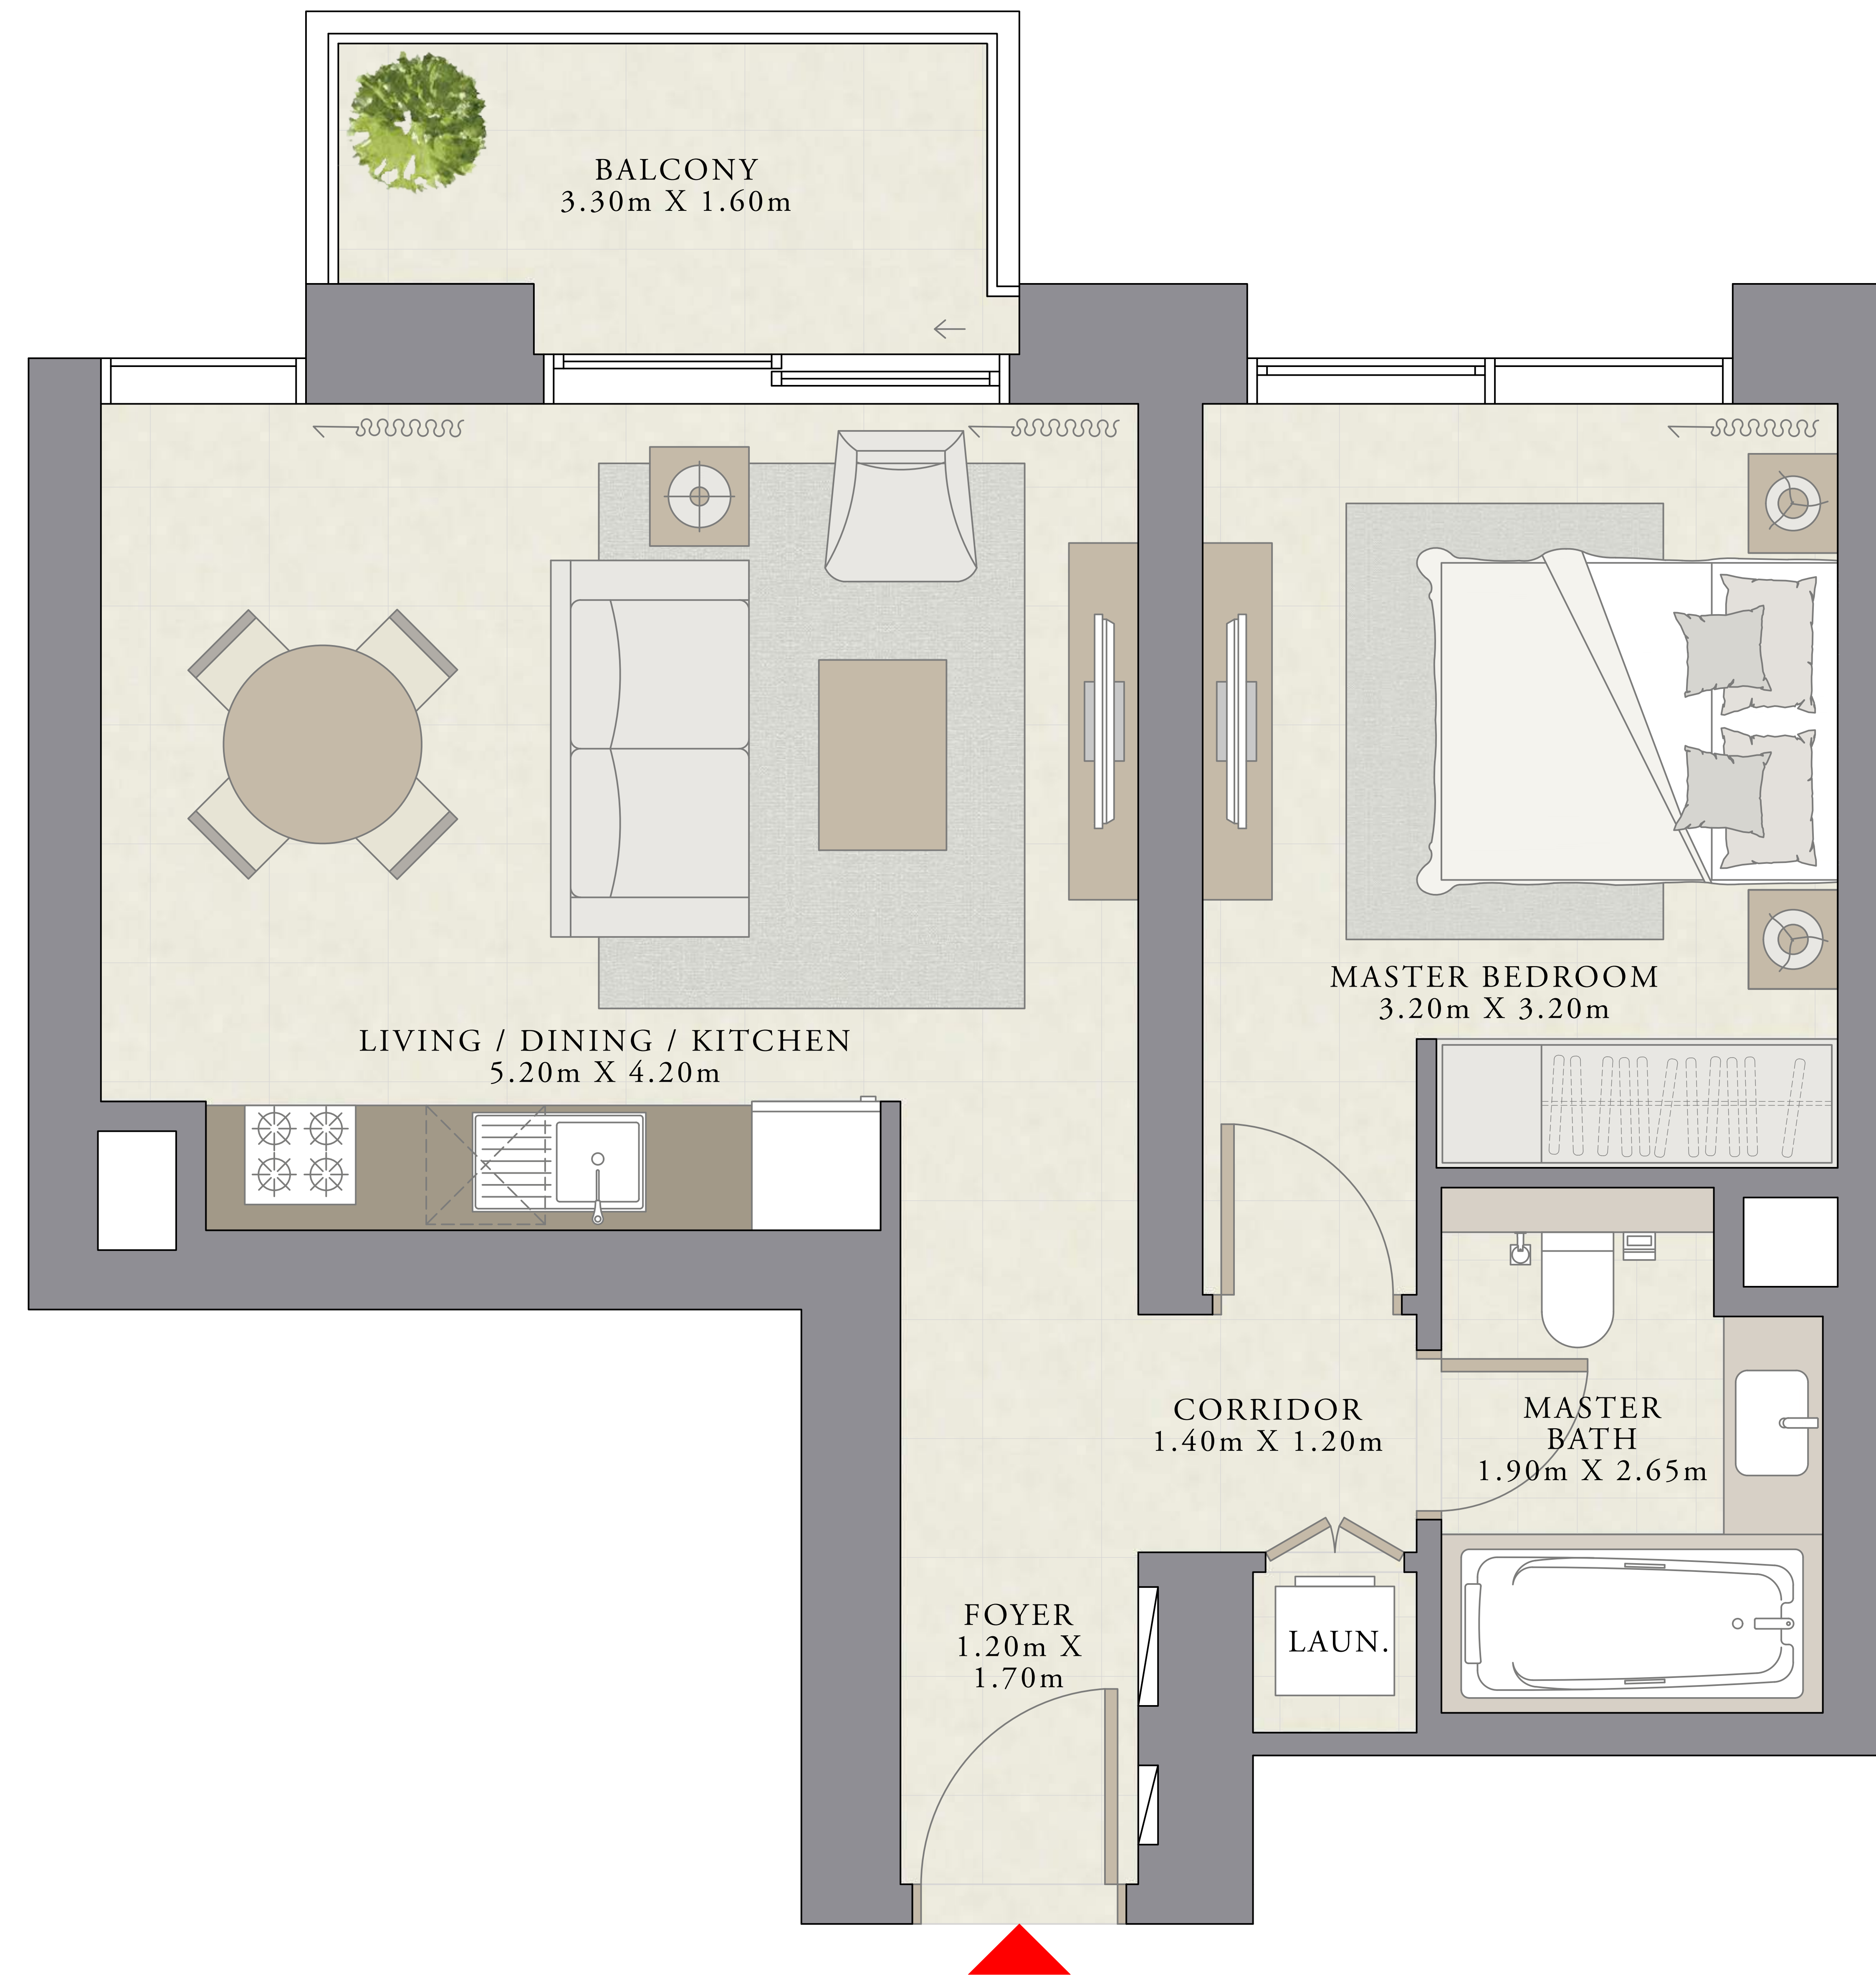 BALCONY
3.30m X 1.60m
MASTER BEDROOM
3.20m X 3.20m
LIVING / DINING / KITCHEN
5.20m X 4.20m
CORRIDOR
1.40m X 1.20m
MASTER
BATH
1.90m X 2.65m
FOYER
1.20m X
1.70m
LAUN.